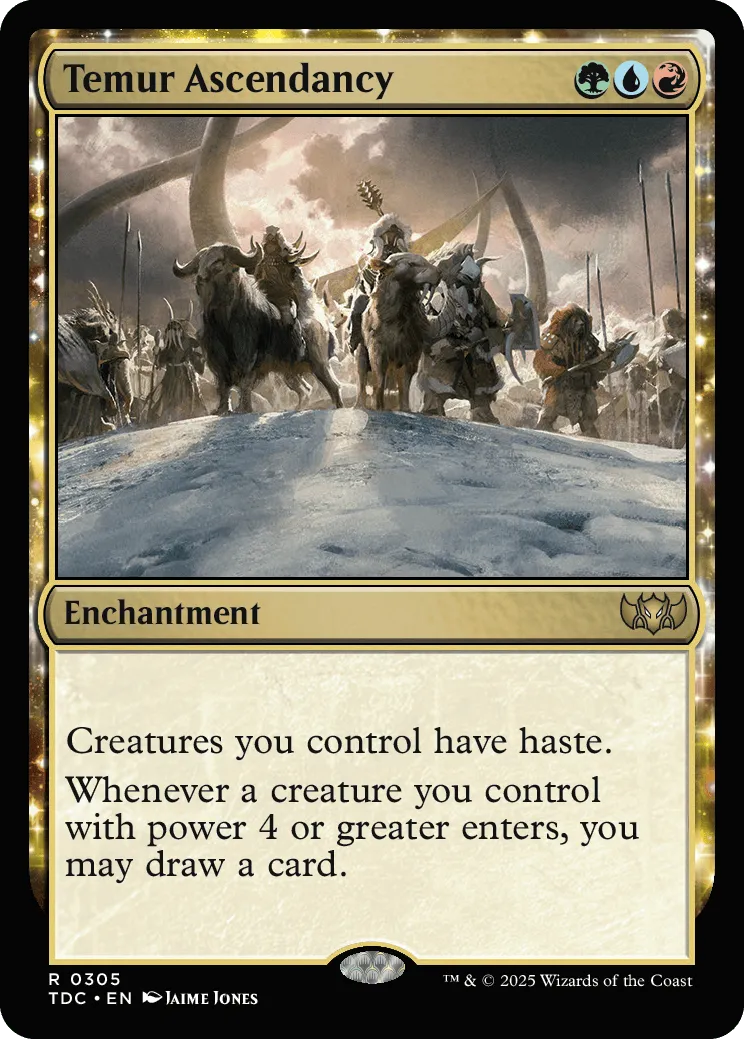 Temur Ascendancy
Enchantment
Creatures you control have haste.
Whenever a creature you control
with power 4 or greater enters, you
may draw a card.
R 0305
TDC • EN JAIME JONES
™ & © 2025 Wizards of the Coast